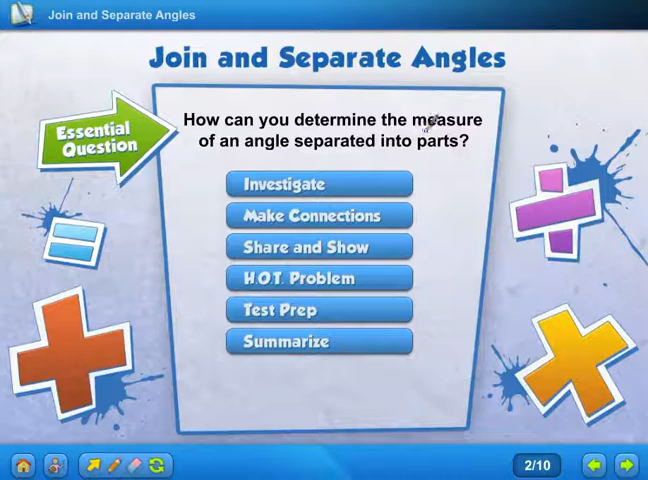 Join and Separate Angles
Join and Separate Angles
Essential
Question
How can you determine the measure
of an angle separated into parts?
Investigate
Make Connections
Share and Show
H.O.T. Problem
Test Prep
Summarize
2/10